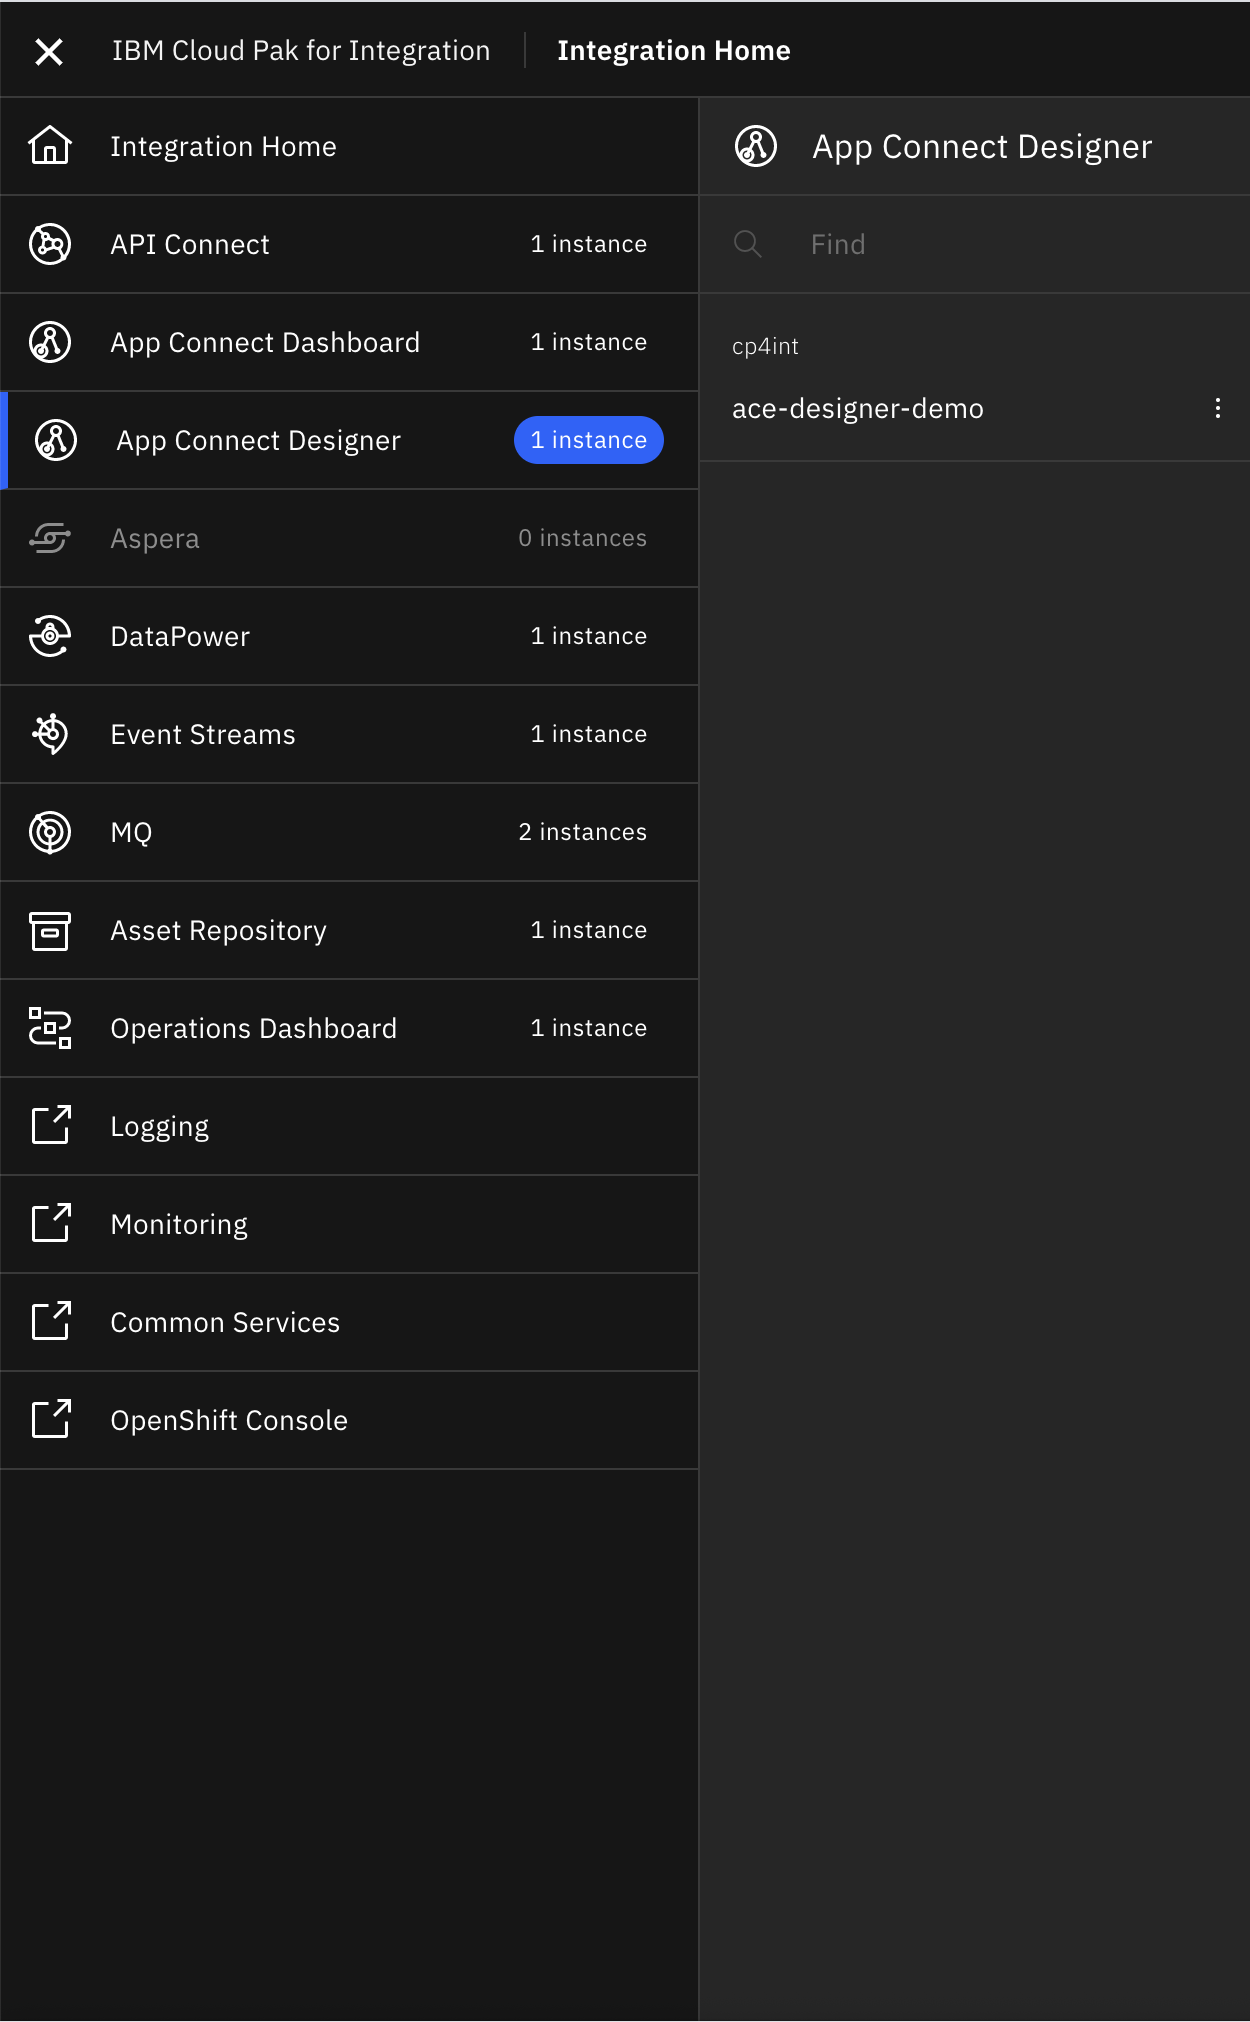 IBM Cloud Pak for Integration
Integration Home
Integration Home
API Connect 1 instance
App Connect Dashboard 1 instance
App Connect Designer 1 instance
Aspera 0 instances
DataPower 1 instance
Event Streams 1 instance
MQ 2 instances
Asset Repository 1 instance
Operations Dashboard 1 instance
Logging
Monitoring
Common Services
OpenShift Console
App Connect Designer
Find
cp4int
ace-designer-demo